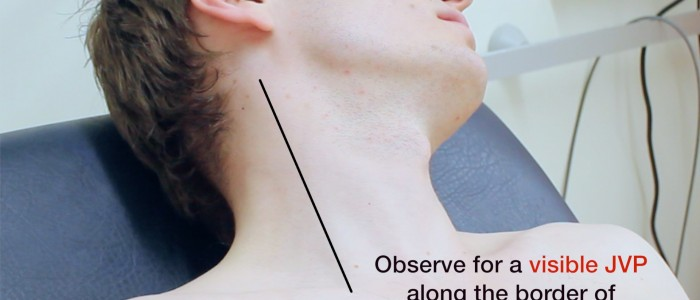 Observe for a visible JVP
along the border of